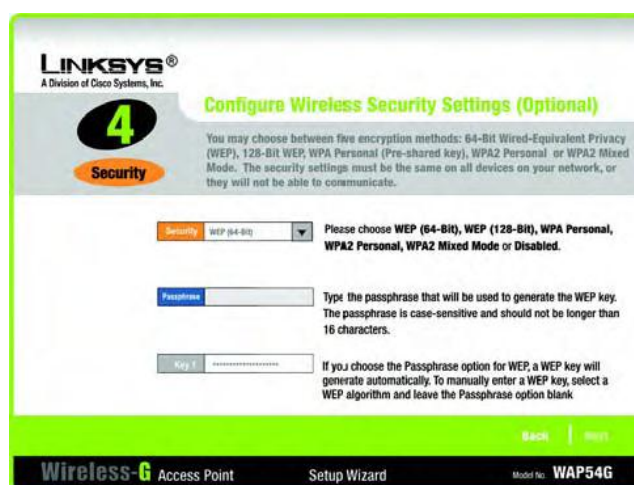 LINKSYS®
A Division of Cisco Systems, Inc.
4
Security
Configure Wireless Security Settings (Optional)
You may choose between five encryption methods: 64-Bit Wired-Equivalent Privacy
(WEP), 128-Bit WEP, WPA Personal (Pre-shared key), WPA2 Personal or WPA2 Mixed
Mode. The security settings must be the same on all devices on your network, or
they will not be able to communicate.
Security WEP (64-Bit)
Please choose WEP (64-Bit), WEP (128-Bit), WPA Personal,
WPA2 Personal, WPA2 Mixed Mode or Disabled.
Passphrase
Type the passphrase that will be used to generate the WEP key.
The passphrase is case-sensitive and should not be longer than
16 characters.
Key 1
If you choose the Passphrase option for WEP, a WEP key will
generate automatically. To manually enter a WEP key, select a
WEP algorithm and leave the Passphrase option blank
Back | Next
Wireless-G Access Point Setup Wizard Model No. WAP54G